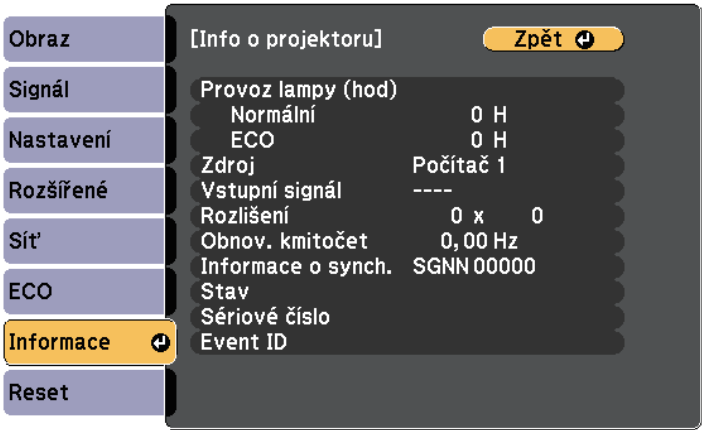 Obraz
Signál
Nastavení
Rozšířené
Síť
ECO
Informace
Reset
[Info o projektoru]
Zpět
Provoz lampy (hod)
Normální 0 H
ECO 0 H
Zdroj Počítač 1
Vstupní signál ----
Rozlišení 0 x 0
Obnov. kmitočet 0,00 Hz
Informace o synch. SGNN 00000
Stav
Sériové číslo
Event ID